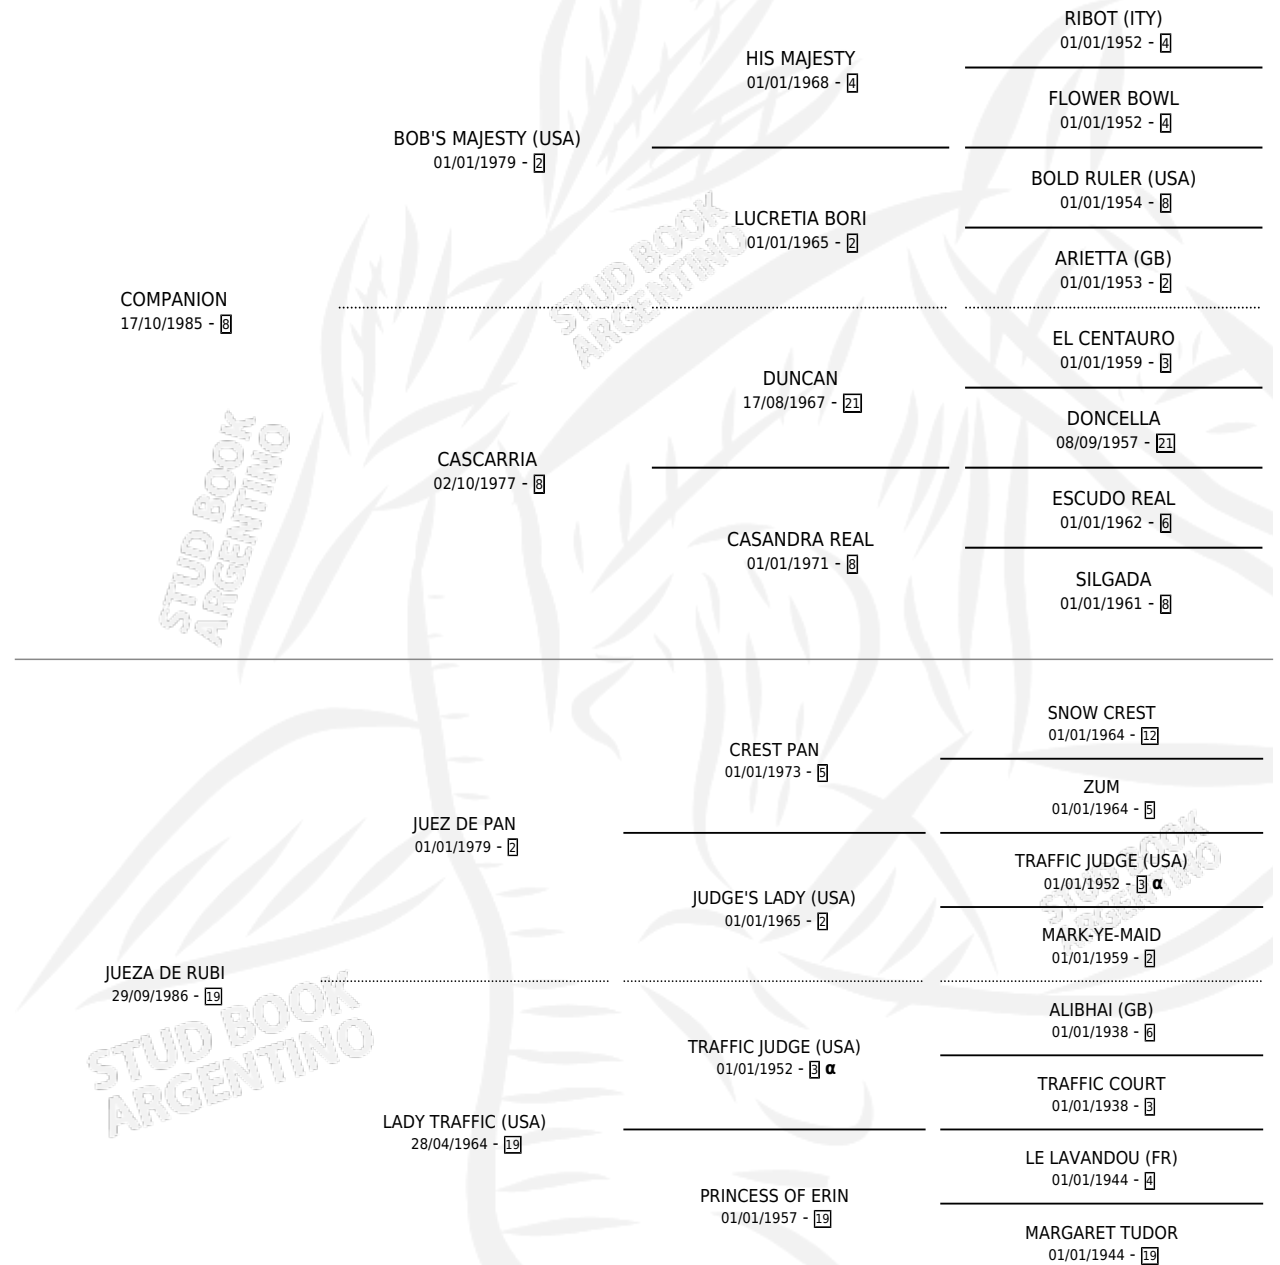 RIBOT (ITY)
01/01/1952 - 4
HIS MAJESTY
01/01/1968 - 4
FLOWER BOWL
01/01/1952 - 4
BOB'S MAJESTY (USA)
01/01/1979 - 2
BOLD RULER (USA)
01/01/1954 - 8
LUCRETIA BORI
01/01/1965 - 2
ARIETTA (GB)
01/01/1953 - 2
COMPANION
17/10/1985 - 8
EL CENTAURO
01/01/1959 - 3
DUNCAN
17/08/1967 - 21
DONCELLA
08/09/1957 - 21
CASCARRIA
02/10/1977 - 8
ESCUDO REAL
01/01/1962 - 6
CASANDRA REAL
01/01/1971 - 8
SILGADA
01/01/1961 - 8
STUD BOOK
ARGENTINO
STUD BOOK
ARGENTINO
SNOW CREST
01/01/1964 - 12
CREST PAN
01/01/1973 - 5
ZUM
01/01/1964 - 5
JUEZ DE PAN
01/01/1979 - 2
TRAFFIC JUDGE (USA)
01/01/1952 - 3 α
JUDGE'S LADY (USA)
01/01/1965 - 2
MARK-YE-MAID
01/01/1959 - 2
JUEZA DE RUBI
29/09/1986 - 19
ALIBHAI (GB)
01/01/1938 - 6
TRAFFIC JUDGE (USA)
01/01/1952 - 3 α
TRAFFIC COURT
01/01/1938 - 3
LADY TRAFFIC (USA)
28/04/1964 - 19
LE LAVANDOU (FR)
01/01/1944 - 4
PRINCESS OF ERIN
01/01/1957 - 19
MARGARET TUDOR
01/01/1944 - 19
STUD BOOK
ARGENTINO
STUD BOOK
ARGENTINO